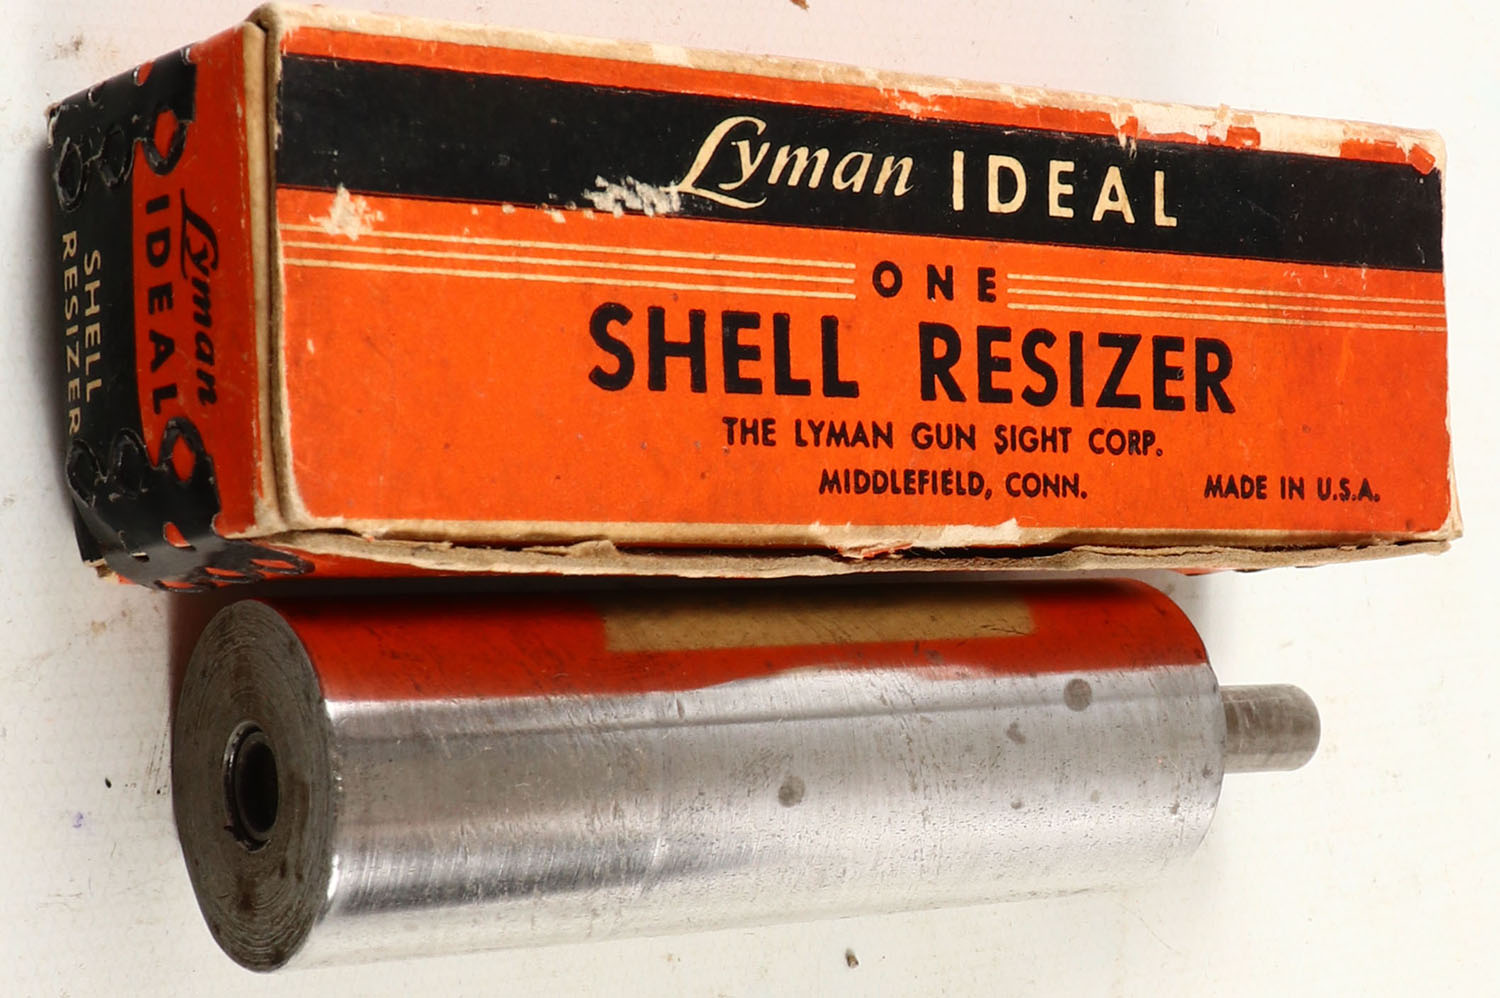 Lyman IDEAL
ONE
SHELL RESIZER
THE LYMAN GUN SIGHT CORP.
MIDDLEFIELD, CONN.
MADE IN U.S.A.
Lyman
IDEAL
SHELL
RESIZER